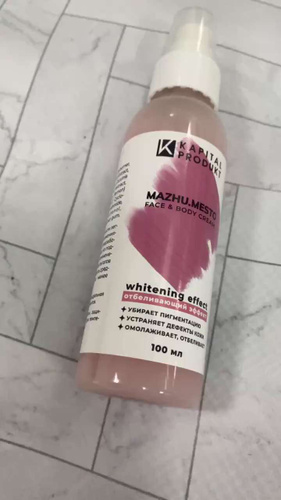 KAPITAL
PRODUKT
MAZHU.MESTO
FACE & BODY CREAM
whitening effect
отбеливающий эффект
УБИРАЕТ ПИГМЕНТАЦИЮ
УСТРАНЯЕТ ДЕФЕКТЫ КОЖИ
ОМОЛАЖИВАЕТ, ОТБЕЛИВАЕТ
100 МЛ